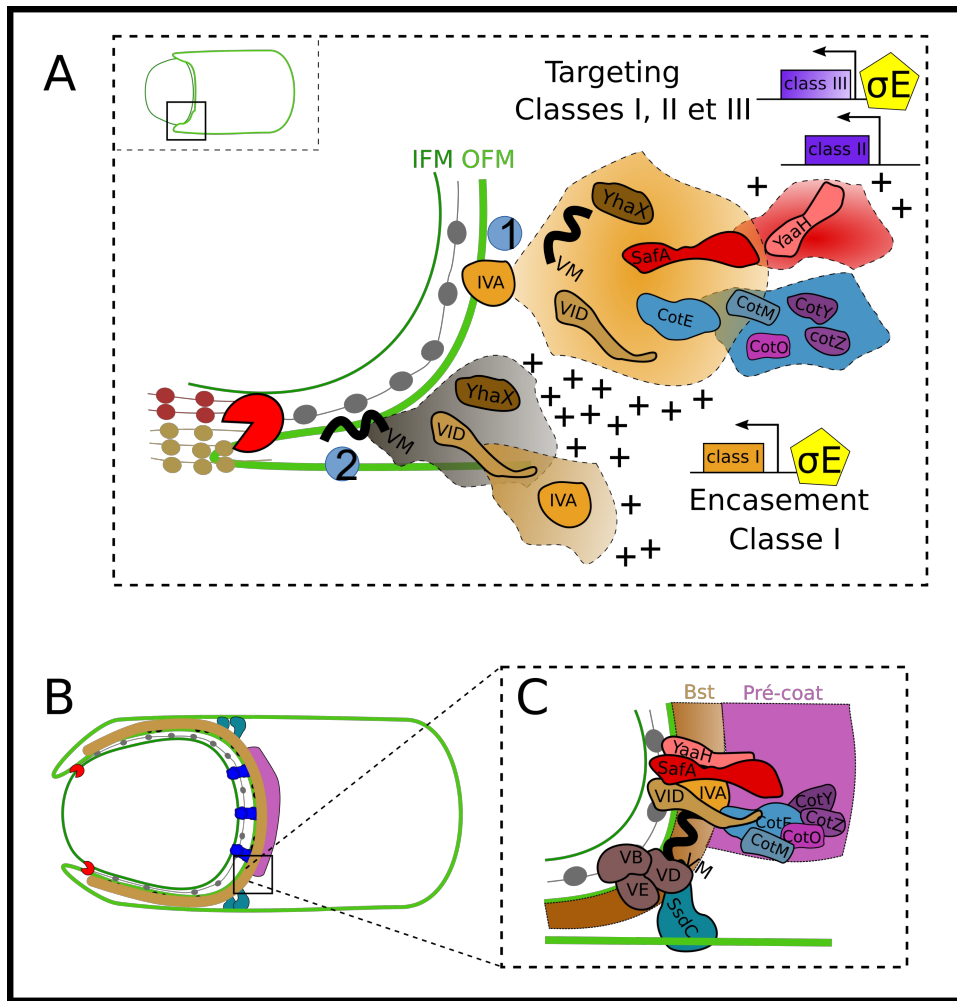 A
Targeting
Classes I, II et III
class III
σE
class II
IFM OFM
1
YhaX
VM
IVA
SafA
YaaH
VID
CotE
CotM
CotY
CotO
cotZ
YhaX
VID
VM
2
IVA
class I
σE
Encasement
Classe I
B
C
Bst
Pré-coat
YaaH
SafA
VID
IVA
CotE
CotY
CotZ
CotO
CotM
VM
VB
VD
VE
SsdC